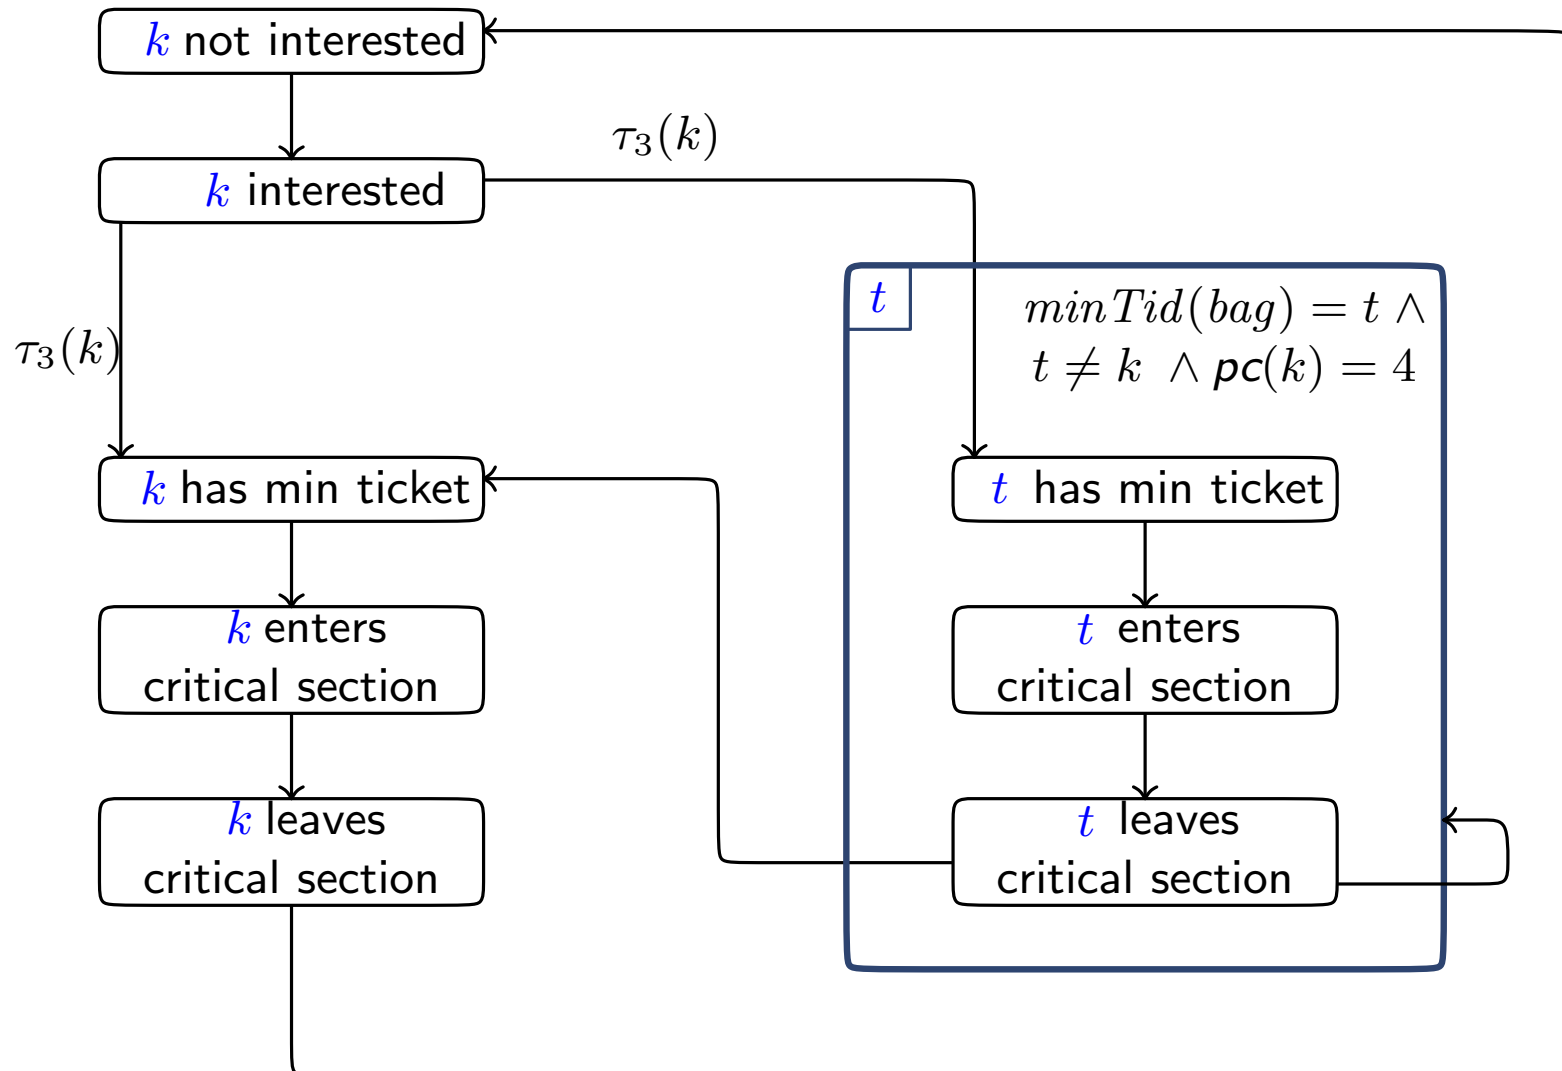 k not interested
τ₃(k)
k interested
t
minTid(bag) = t ∧
t ≠ k ∧ pc(k) = 4
τ₃(k)
k has min ticket
t has min ticket
k enters
critical section
t enters
critical section
k leaves
critical section
t leaves
critical section